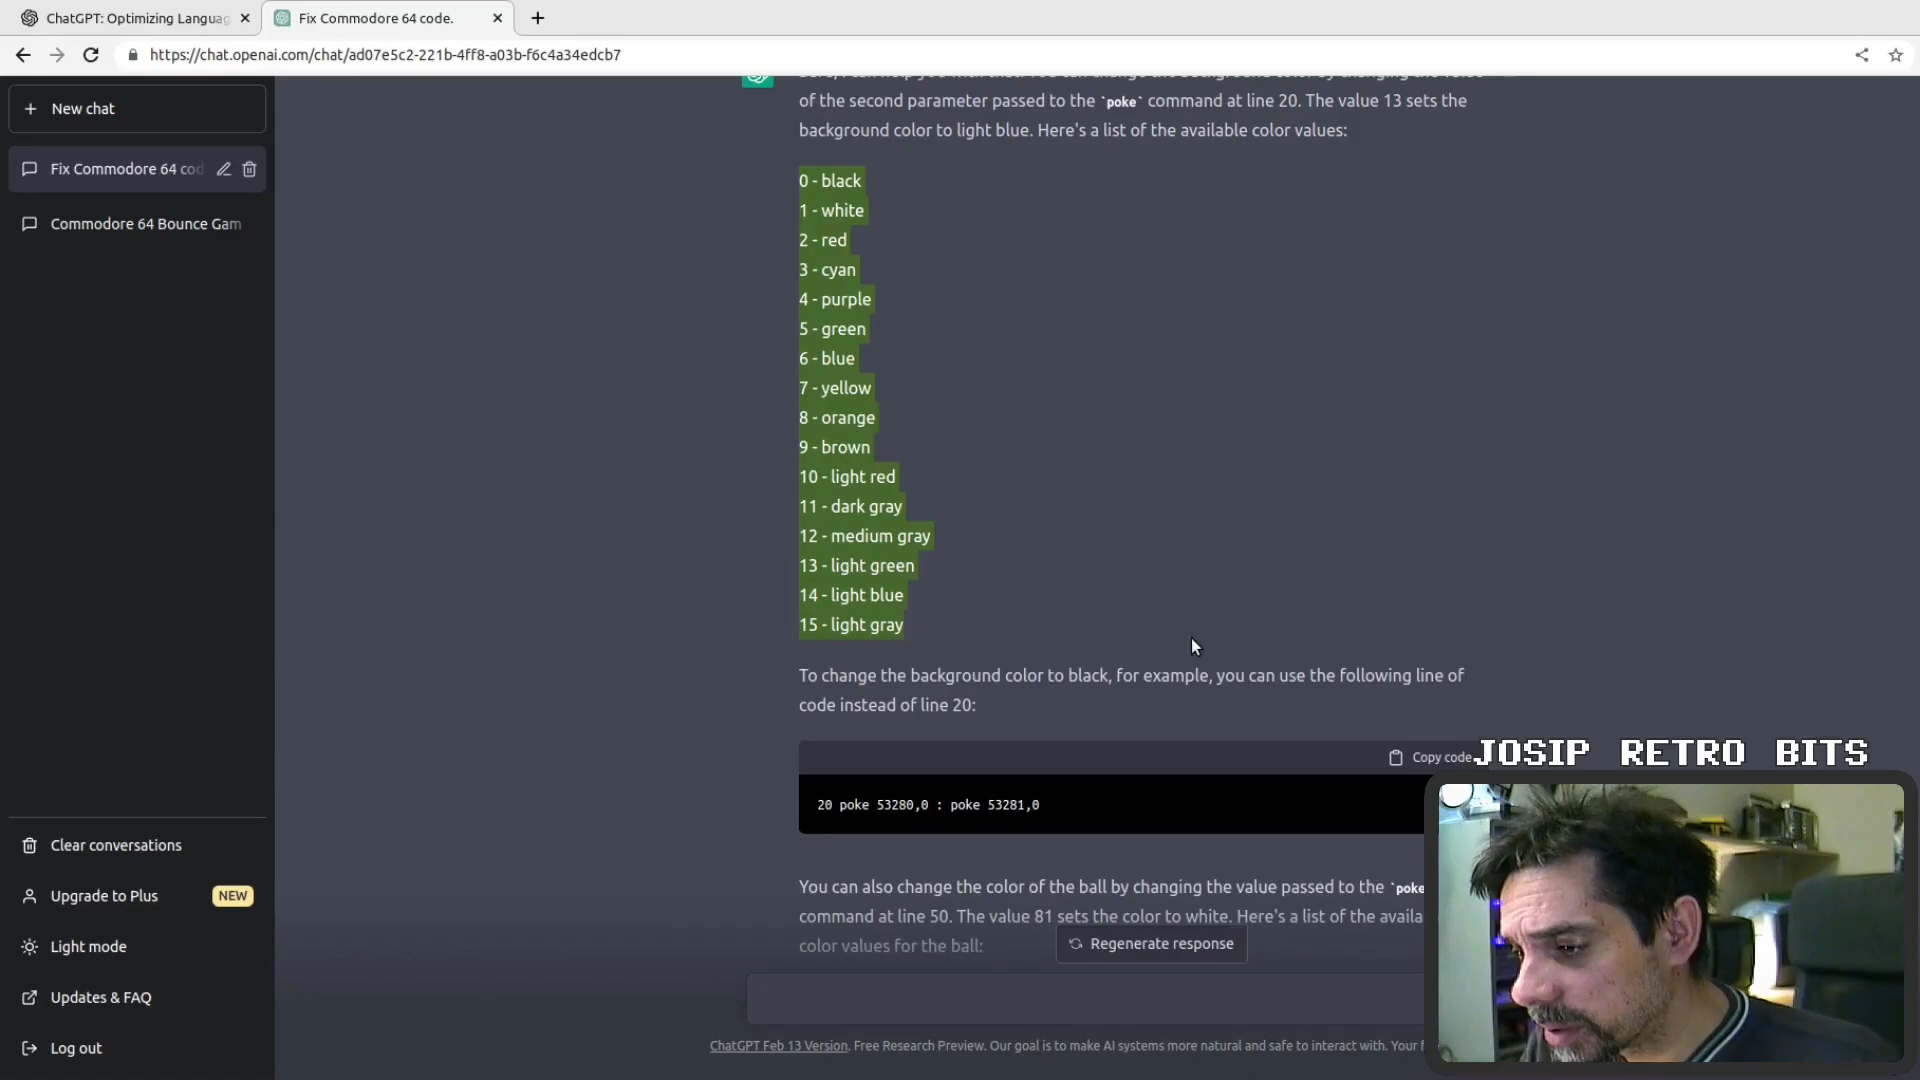 ChatGPT: Optimizing Languag
Fix Commodore 64 code.
https://chat.openai.com/chat/ad07e5c2-221b-4ff8-a03b-f6c4a34edcb7
New chat
Fix Commodore 64 cod
Commodore 64 Bounce Gam
of the second parameter passed to the `poke` command at line 20. The value 13 sets the
background color to light blue. Here's a list of the available color values:
0 - black
1 - white
2 - red
3 - cyan
4 - purple
5 - green
6 - blue
7 - yellow
8 - orange
9 - brown
10 - light red
11 - dark gray
12 - medium gray
13 - light green
14 - light blue
15 - light gray
To change the background color to black, for example, you can use the following line of
code instead of line 20:
Copy code
20 poke 53280,0 : poke 53281,0
You can also change the color of the ball by changing the value passed to the `poke
command at line 50. The value 81 sets the color to white. Here's a list of the availa
color values for the ball:
Regenerate response
ChatGPT Feb 13 Version. Free Research Preview. Our goal is to make AI systems more natural and safe to interact with. Your f
Clear conversations
Upgrade to Plus NEW
Light mode
Updates & FAQ
Log out
JOSIP RETRO BITS